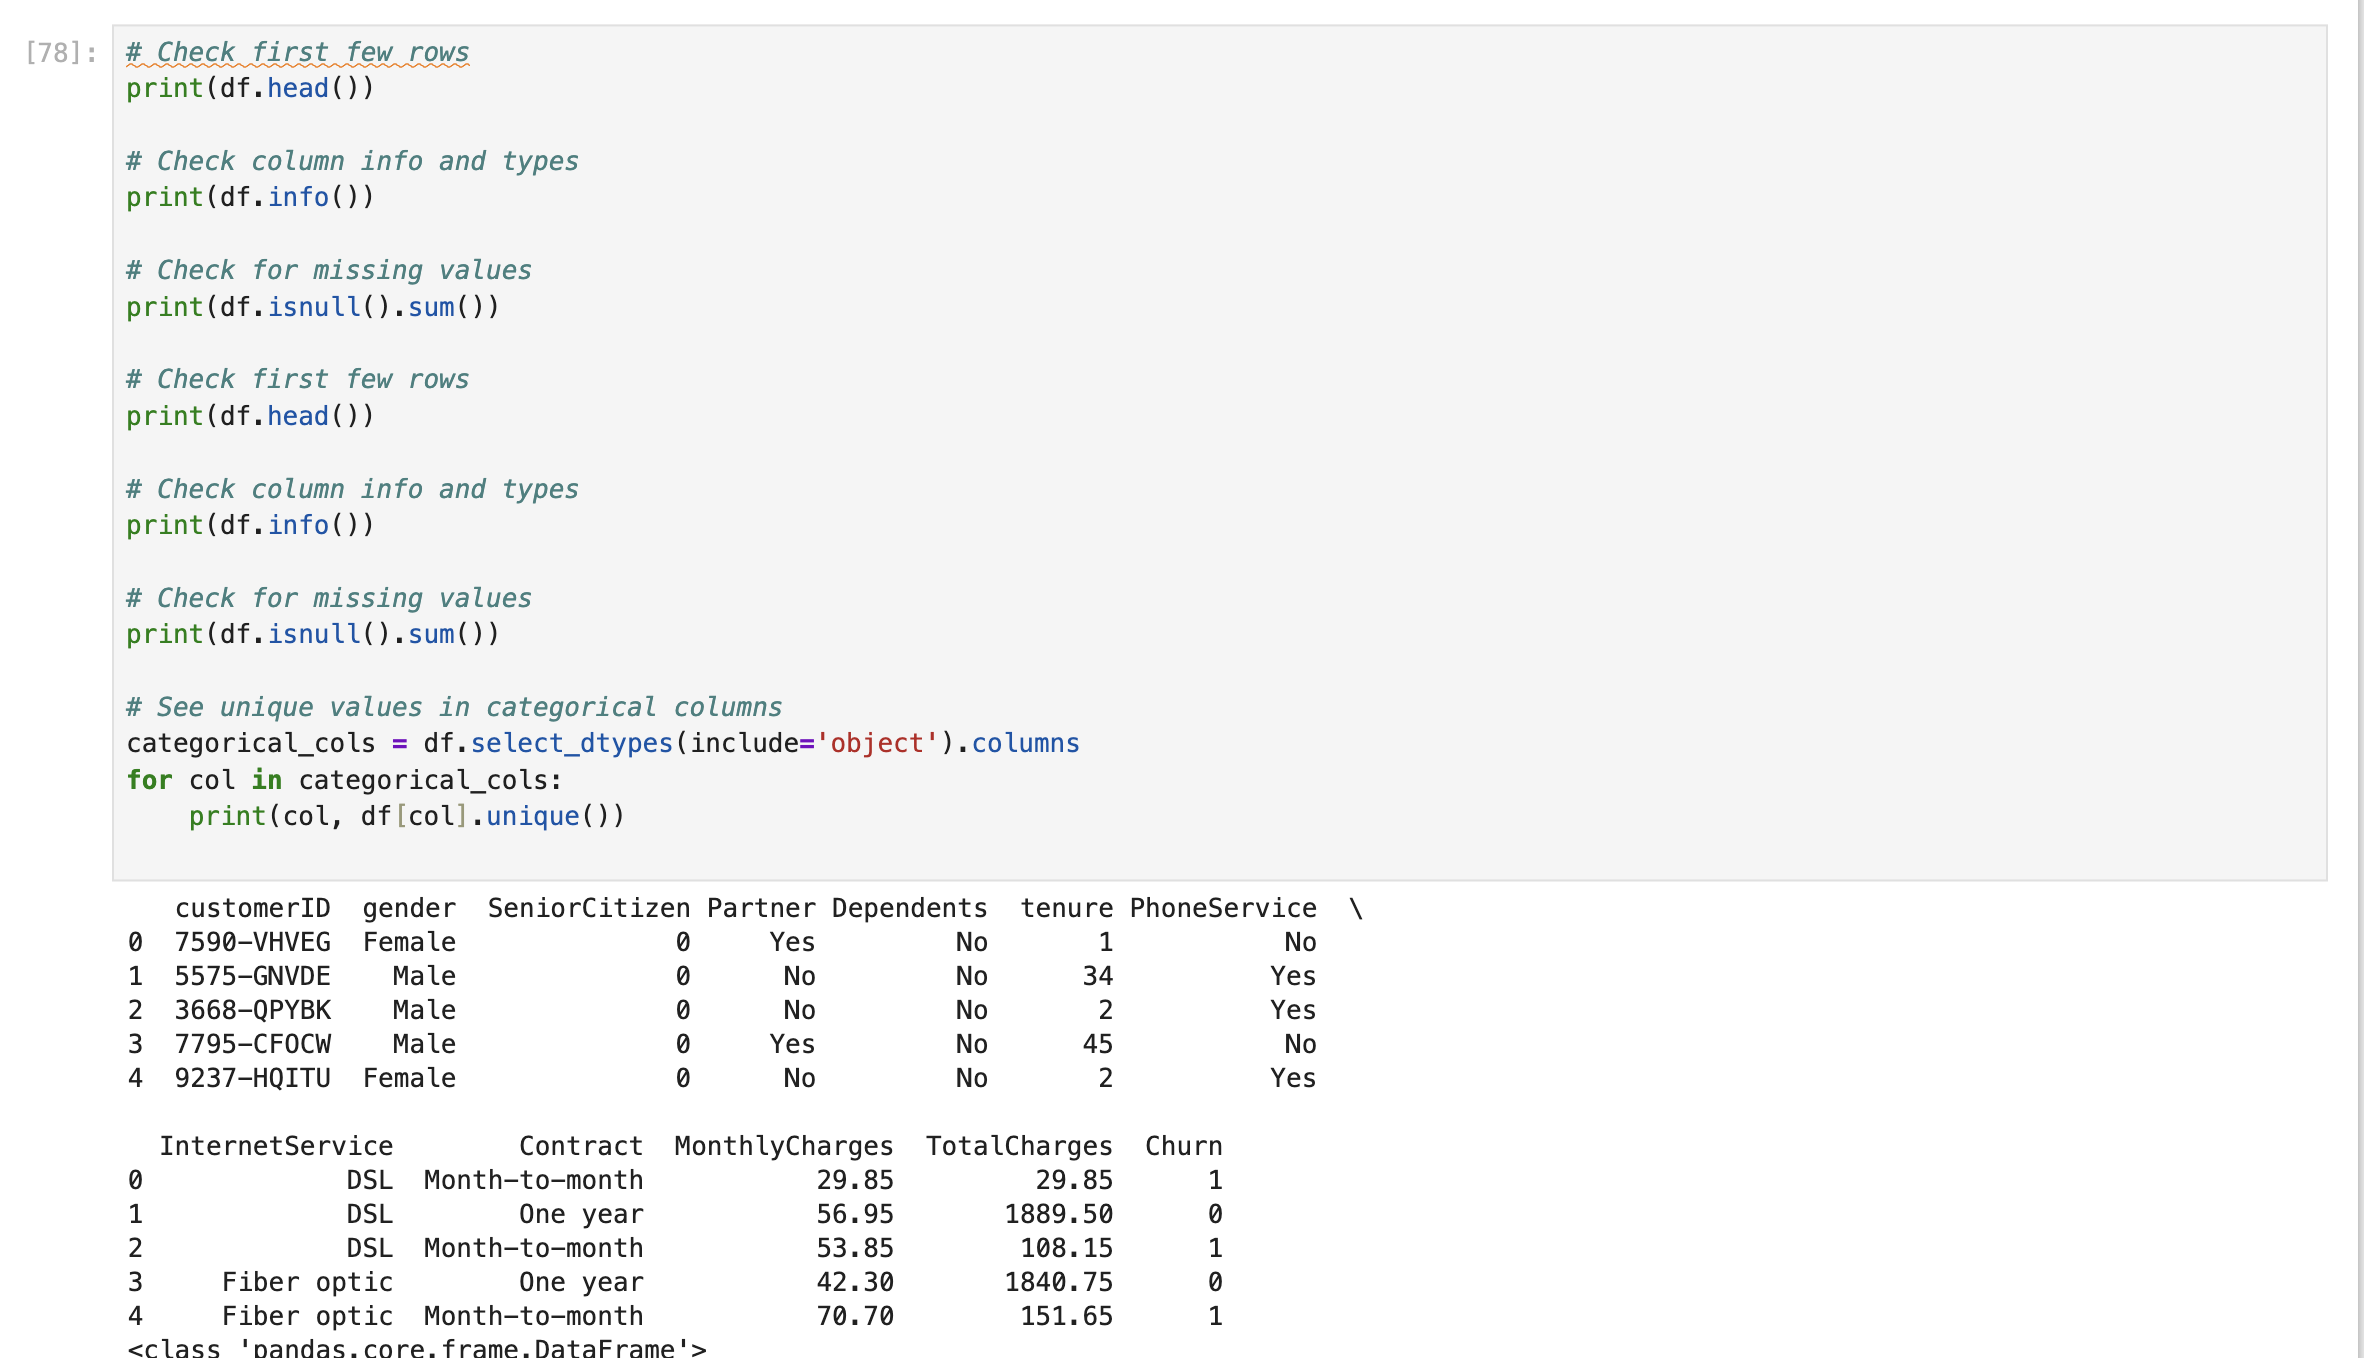 [78]:
# Check first few rows
print(df.head())
# Check column info and types
print(df.info())
# Check for missing values
print(df.isnull().sum())
# Check first few rows
print(df.head())
# Check column info and types
print(df.info())
# Check for missing values
print(df.isnull().sum())
# See unique values in categorical columns
categorical_cols = df.select_dtypes(include='object').columns
for col in categorical_cols:
    print(col, df[col].unique())
   customerID  gender  SeniorCitizen Partner Dependents  tenure PhoneService  \
0  7590-VHVEG  Female              0     Yes         No       1           No
1  5575-GNVDE    Male              0      No         No      34          Yes
2  3668-QPYBK    Male              0      No         No       2          Yes
3  7795-CFOCW    Male              0     Yes         No      45           No
4  9237-HQITU  Female              0      No         No       2          Yes
  InternetService        Contract  MonthlyCharges  TotalCharges  Churn
0             DSL  Month-to-month           29.85         29.85      1
1             DSL        One year           56.95       1889.50      0
2             DSL  Month-to-month           53.85        108.15      1
3     Fiber optic        One year           42.30       1840.75      0
4     Fiber optic  Month-to-month           70.70        151.65      1
<class 'pandas.core.frame.DataFrame'>